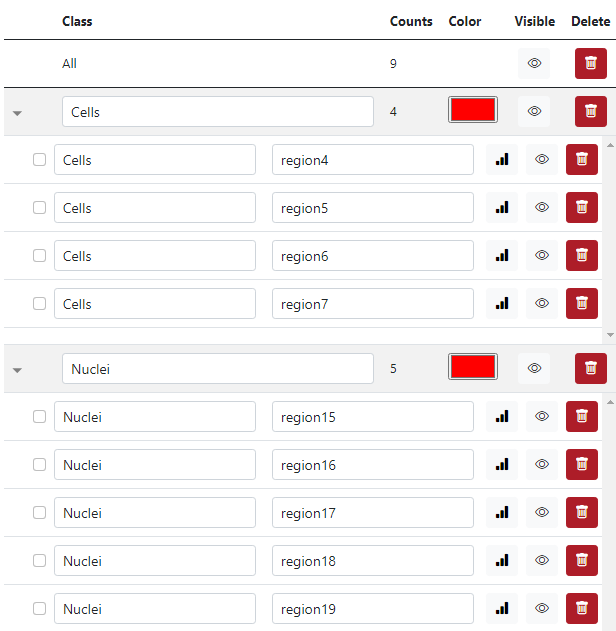 Class Counts Color Visible Delete
All 9
Cells 4
Cells region4
Cells region5
Cells region6
Cells region7
Nuclei 5
Nuclei region15
Nuclei region16
Nuclei region17
Nuclei region18
Nuclei region19